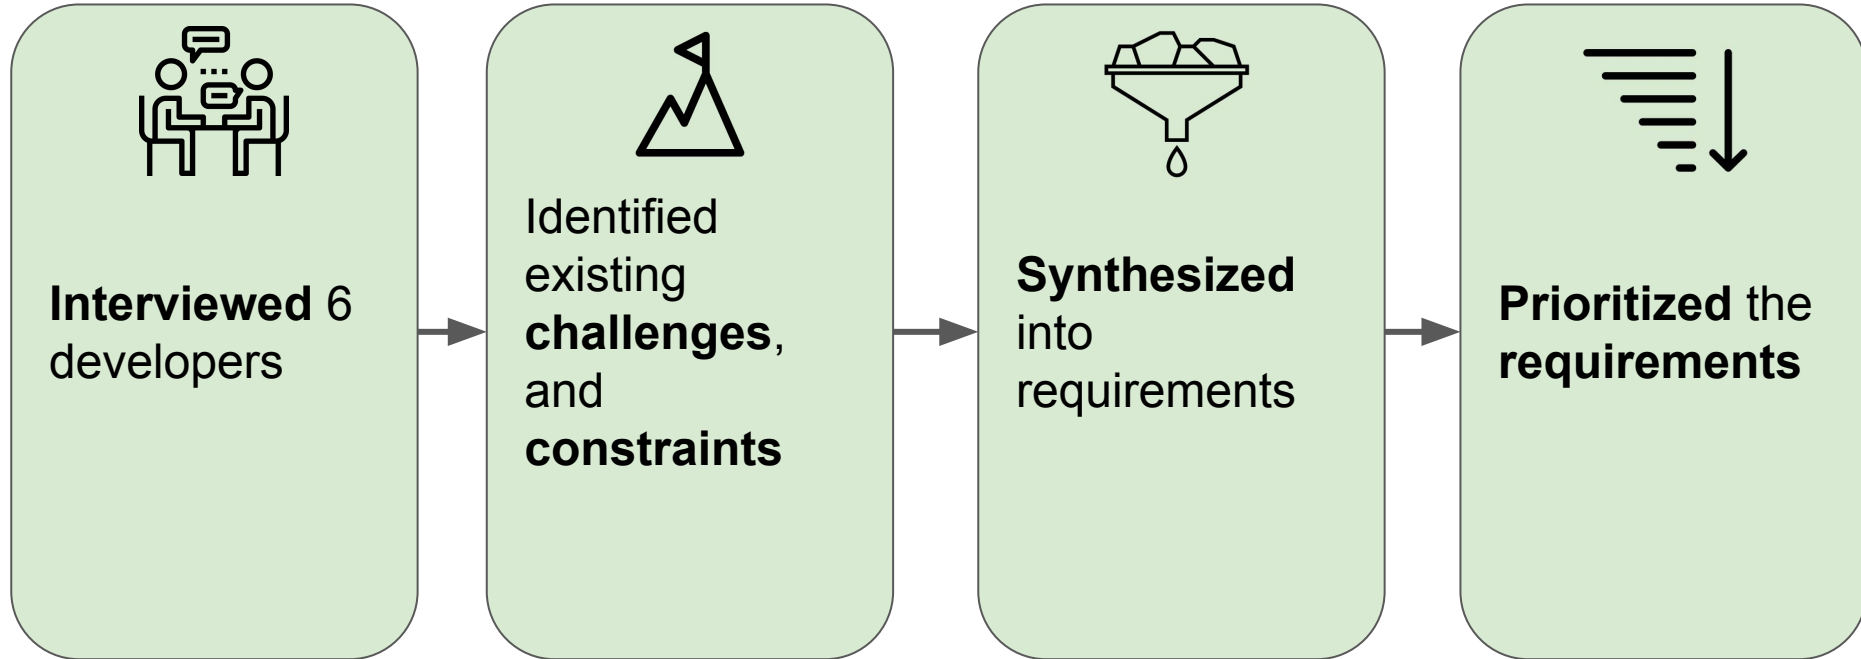 Interviewed 6
developers
Identified
existing
challenges,
and
constraints
Synthesized
into
requirements
Prioritized the
requirements